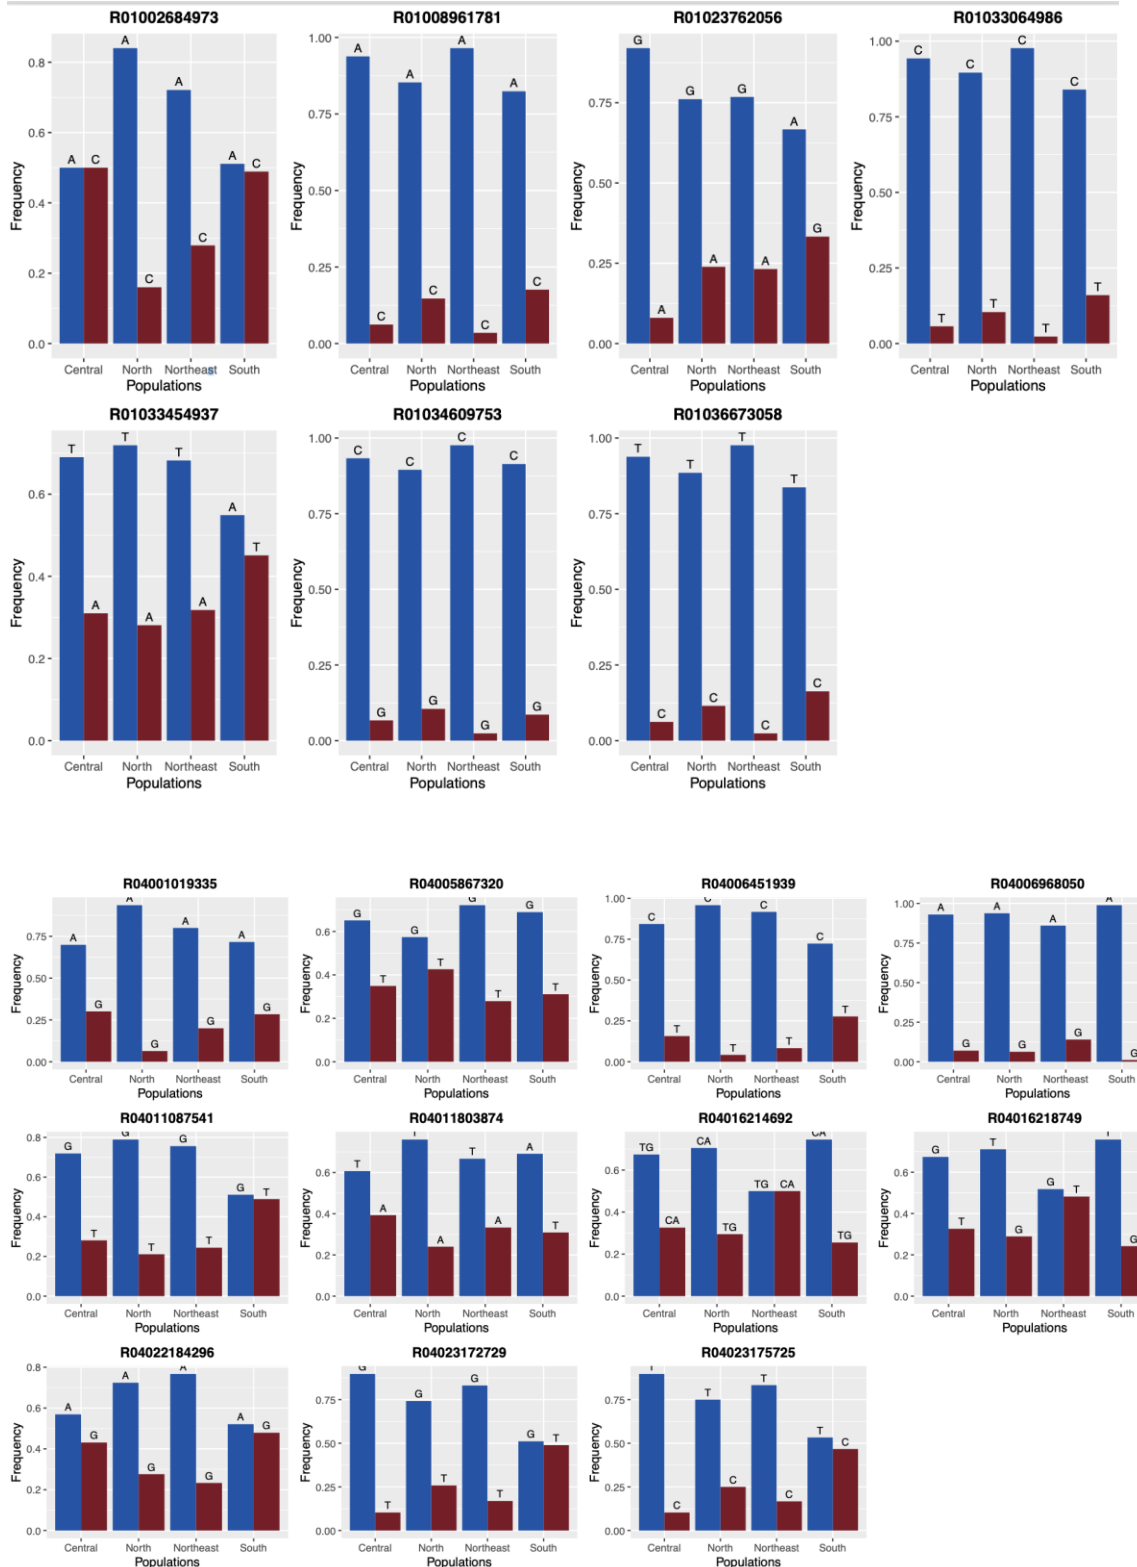 R01002684973 R01008961781 R01023762056 R01033064986
A A A A G A C C C C
A C A C A C A C A C A C A C G A G A G A A G C T C T C T C T
Frequency Frequency Frequency Frequency
0.8 0.6 0.4 0.2 0.0
1.00 0.75 0.50 0.25 0.00
0.75 0.50 0.25 0.00
1.00 0.75 0.50 0.25 0.00
Central North Northeast South Central North Northeast South Central North Northeast South Central North Northeast South
Populations Populations Populations Populations
R01033454937 R01034609753 R01036673058
T A T A T A A T C G C G C G C G T C T C T C T C
Frequency Frequency Frequency
0.6 0.4 0.2 0.0
1.00 0.75 0.50 0.25 0.00
1.00 0.75 0.50 0.25 0.00
Central North Northeast South Central North Northeast South Central North Northeast South
Populations Populations Populations
R04001019335 R04005867320 R04006451939 R04006968050
A G A G A G A G G T G T G T G T C T C T C T C T A G A G A G A G
Frequency Frequency Frequency Frequency
0.75 0.50 0.25 0.00
0.6 0.4 0.2 0.0
1.00 0.75 0.50 0.25 0.00
1.00 0.75 0.50 0.25 0.00
Central North Northeast South Central North Northeast South Central North Northeast South Central North Northeast South
Populations Populations Populations Populations
R04011087541 R04011803874 R04016214692 R04016218749
G T G T G T G T T A T A T A A T TG CA CA TG TG CA CA TG G T T G G T T G
Frequency Frequency Frequency Frequency
0.8 0.6 0.4 0.2 0.0
0.6 0.4 0.2 0.0
0.6 0.4 0.2 0.0
0.6 0.4 0.2 0.0
Central North Northeast South Central North Northeast South Central North Northeast South Central North Northeast South
Populations Populations Populations Populations
R04022184296 R04023172729 R04023175725
A G A G A G A G G T G T G T G T T C T C T C T C
Frequency Frequency Frequency
0.8 0.6 0.4 0.2 0.0
0.75 0.50 0.25 0.00
0.75 0.50 0.25 0.00
Central North Northeast South Central North Northeast South Central North Northeast South
Populations Populations Populations